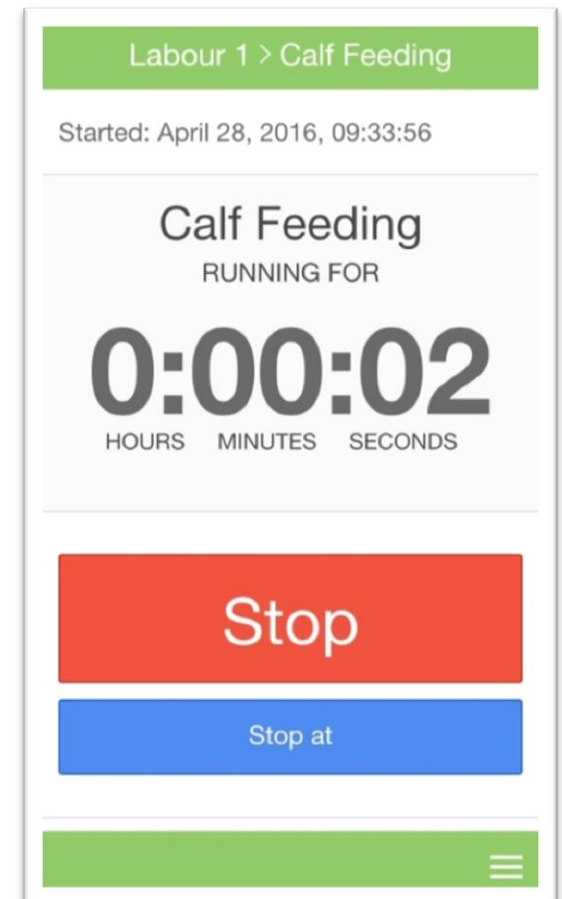 Labour 1 > Calf Feeding
Started: April 28, 2016, 09:33:56
Calf Feeding
RUNNING FOR
0:00:02
HOURS MINUTES SECONDS
Stop
Stop at